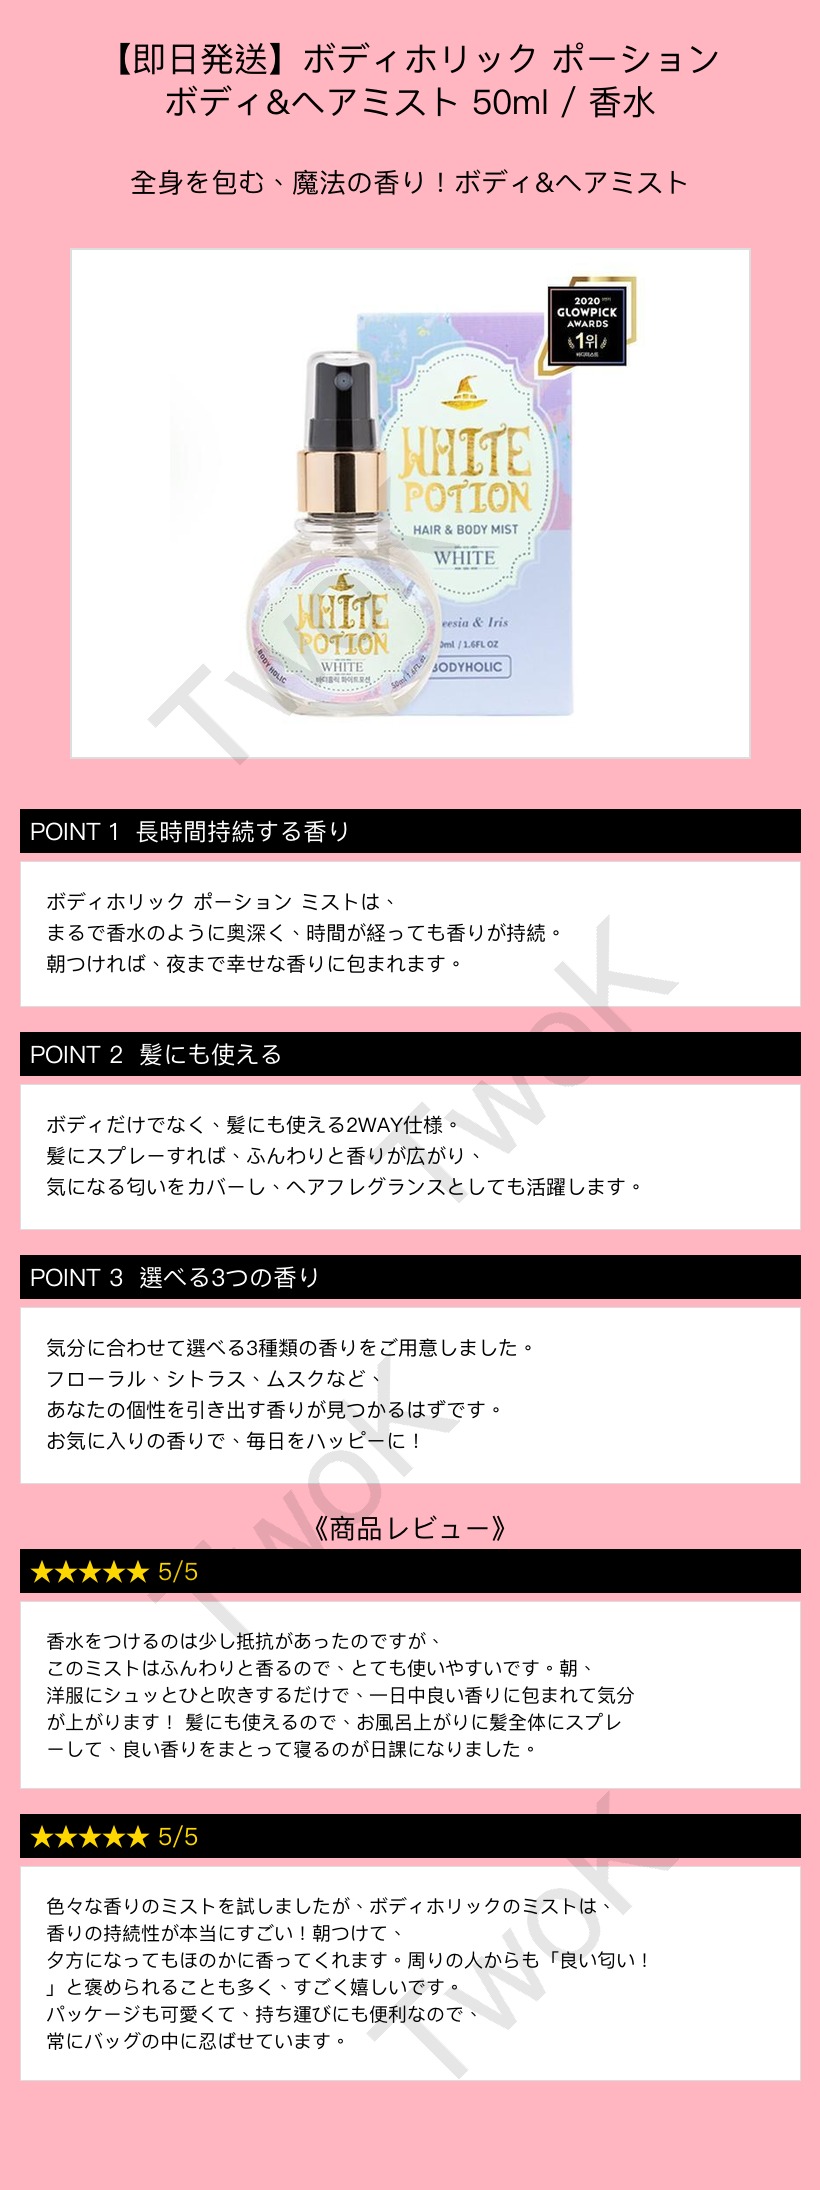 【即日発送】ボディホリック ポーション
ボディ&ヘアミスト 50ml / 香水
全身を包む、魔法の香り！ボディ&ヘアミスト
2020
GLOWPICK
AWARDS
1위
바디미스트
WHITE
POTION
HAIR & BODY MIST
WHITE
eesia & Iris
0ml / 1.6FL OZ
BODYHOLIC
WHITE
POTION
WHITE
바디홀릭 화이트포션
BODY HOLIC
50ml 1.6FL oz
TwoK
POINT 1 長時間持続する香り
ボディホリック ポーション ミストは、
まるで香水のように奥深く、時間が経っても香りが持続。
朝つければ、夜まで幸せな香りに包まれます。
POINT 2 髪にも使える
TwoK
ボディだけでなく、髪にも使える2WAY仕様。
髪にスプレーすれば、ふんわりと香りが広がり、
気になる匂いをカバーし、ヘアフレグランスとしても活躍します。
POINT 3 選べる3つの香り
気分に合わせて選べる3種類の香りをご用意しました。
フローラル、シトラス、ムスクなど、
あなたの個性を引き出す香りが見つかるはずです。
お気に入りの香りで、毎日をハッピーに！
TwoK
《商品レビュー》
★★★★★ 5/5
香水をつけるのは少し抵抗があったのですが、
このミストはふんわりと香るので、とても使いやすいです。朝、
洋服にシュッとひと吹きするだけで、一日中良い香りに包まれて気分
が上がります！ 髪にも使えるので、お風呂上がりに髪全体にスプレ
ーして、良い香りをまとって寝るのが日課になりました。
★★★★★ 5/5
色々な香りのミストを試しましたが、ボディホリックのミストは、
香りの持続性が本当にすごい！朝つけて、
夕方になってもほのかに香ってくれます。周りの人からも「良い匂い！
」と褒められることも多く、すごく嬉しいです。
パッケージも可愛くて、持ち運びにも便利なので、
常にバッグの中に忍ばせています。
TwoK